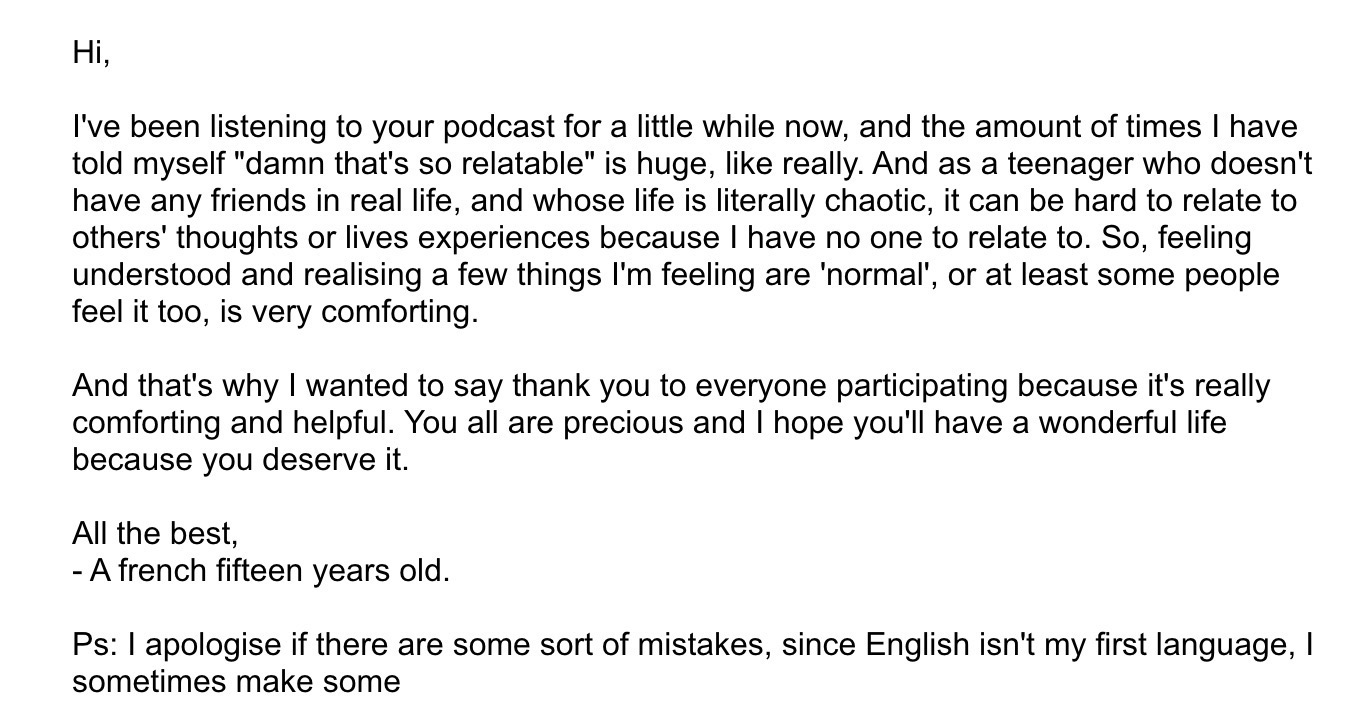 Hi,
I've been listening to your podcast for a little while now, and the amount of times I have
told myself "damn that's so relatable" is huge, like really. And as a teenager who doesn't
have any friends in real life, and whose life is literally chaotic, it can be hard to relate to
others' thoughts or lives experiences because I have no one to relate to. So, feeling
understood and realising a few things I'm feeling are 'normal', or at least some people
feel it too, is very comforting.
And that's why I wanted to say thank you to everyone participating because it's really
comforting and helpful. You all are precious and I hope you'll have a wonderful life
because you deserve it.
All the best,
- A french fifteen years old.
Ps: I apologise if there are some sort of mistakes, since English isn't my first language, I
sometimes make some